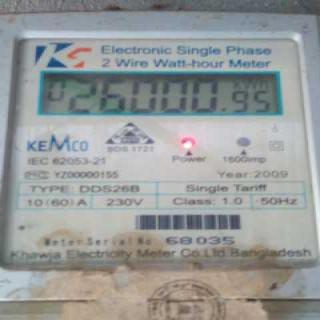 KG Electronic Single Phase
2 Wire Watt-hour Meter
26000.95
KEMCO BDS 1721
IEC 62053-21 Power 1600imp
YZ00000155 Year:2009
TYPE: DDS26B Single Tariff
10(60)A 230V Class: 1.0 50Hz
Meter Serial No 68035
Khawja Electricity Meter Co.Ltd.Bangladesh